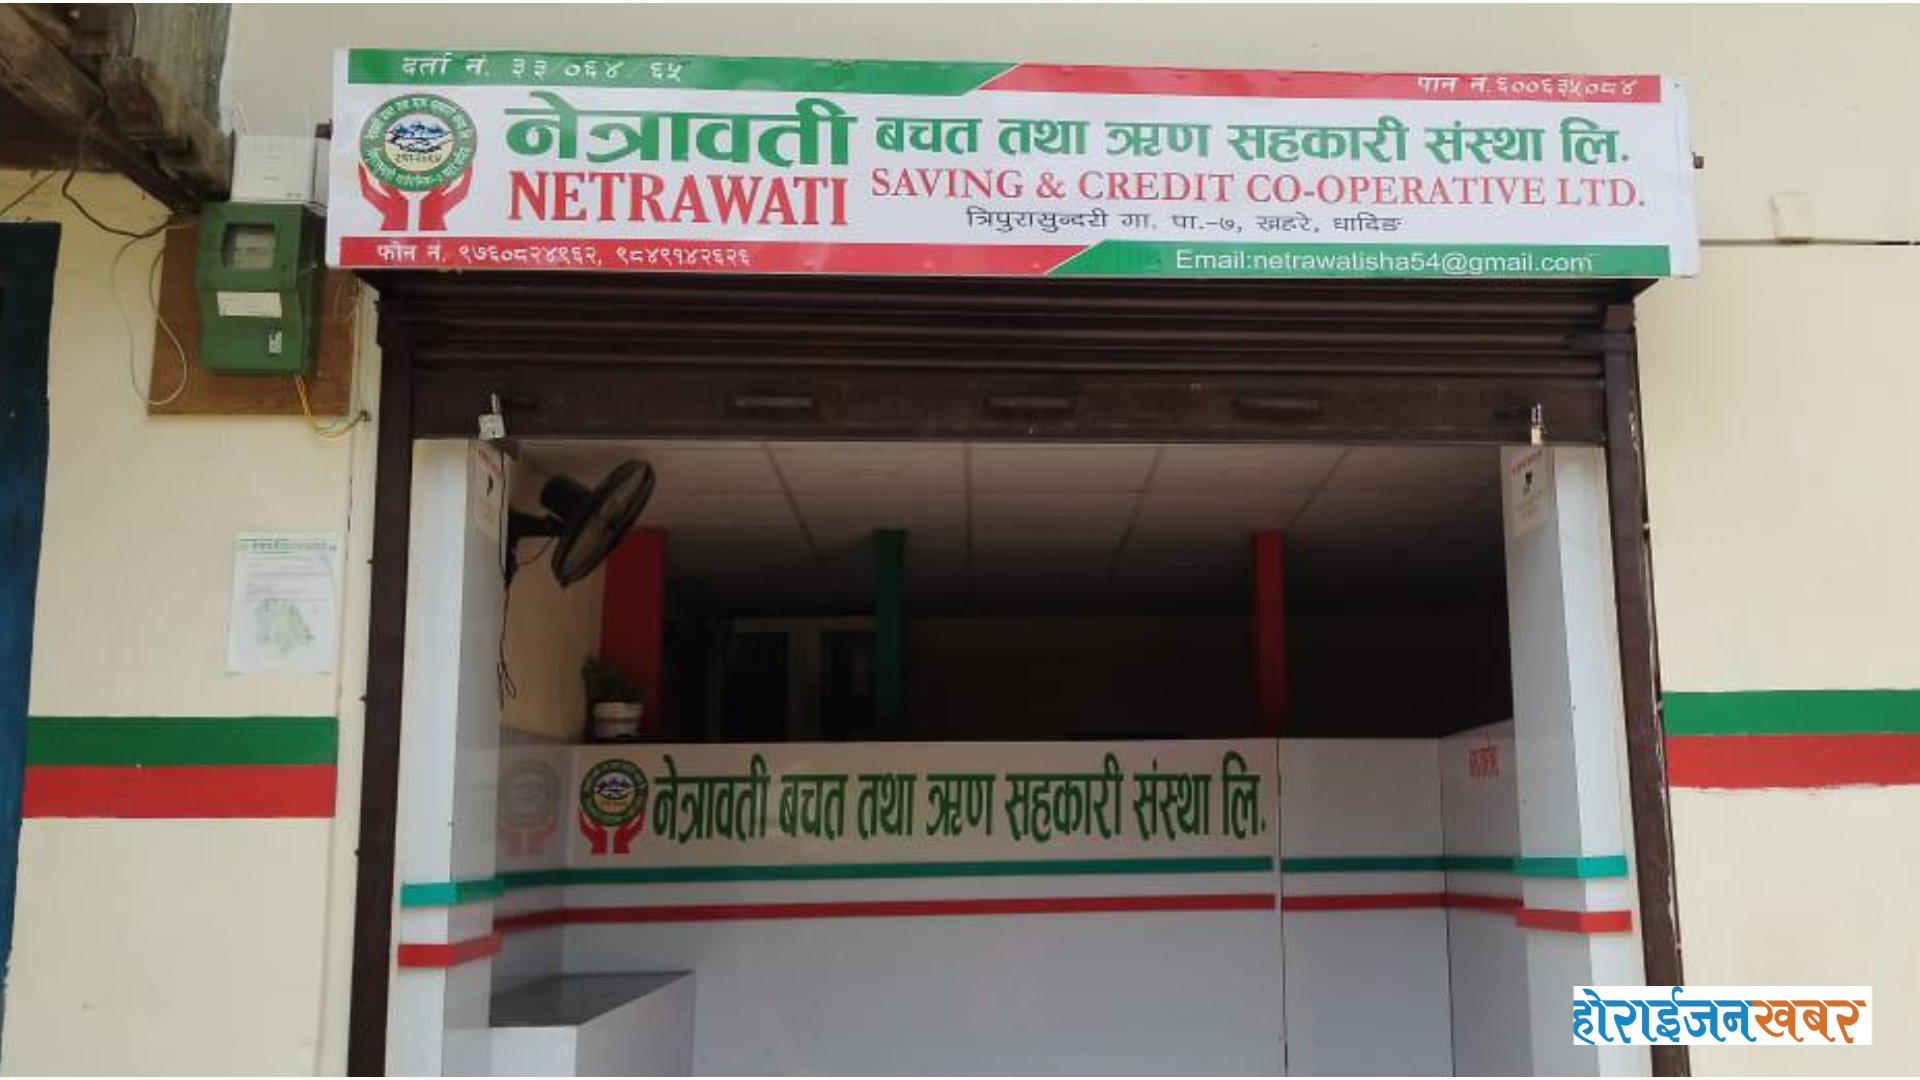 दर्ता नं. ३३/०६४/६५
पान नं. ६००६३५०८४
नेत्रावती बचत तथा ऋण सहकारी संस्था लि.
NETRAWATI SAVING & CREDIT CO-OPERATIVE LTD.
त्रिपुरासुन्दरी गा. पा.-७, खहरे, धादिङ
फोन नं. ९७६०८२४९६२, ९८४९१४२६२६
Email:netrawatisha54@gmail.com
नेत्रावती बचत तथा ऋण सहकारी संस्था लि.
होराईजनखबर